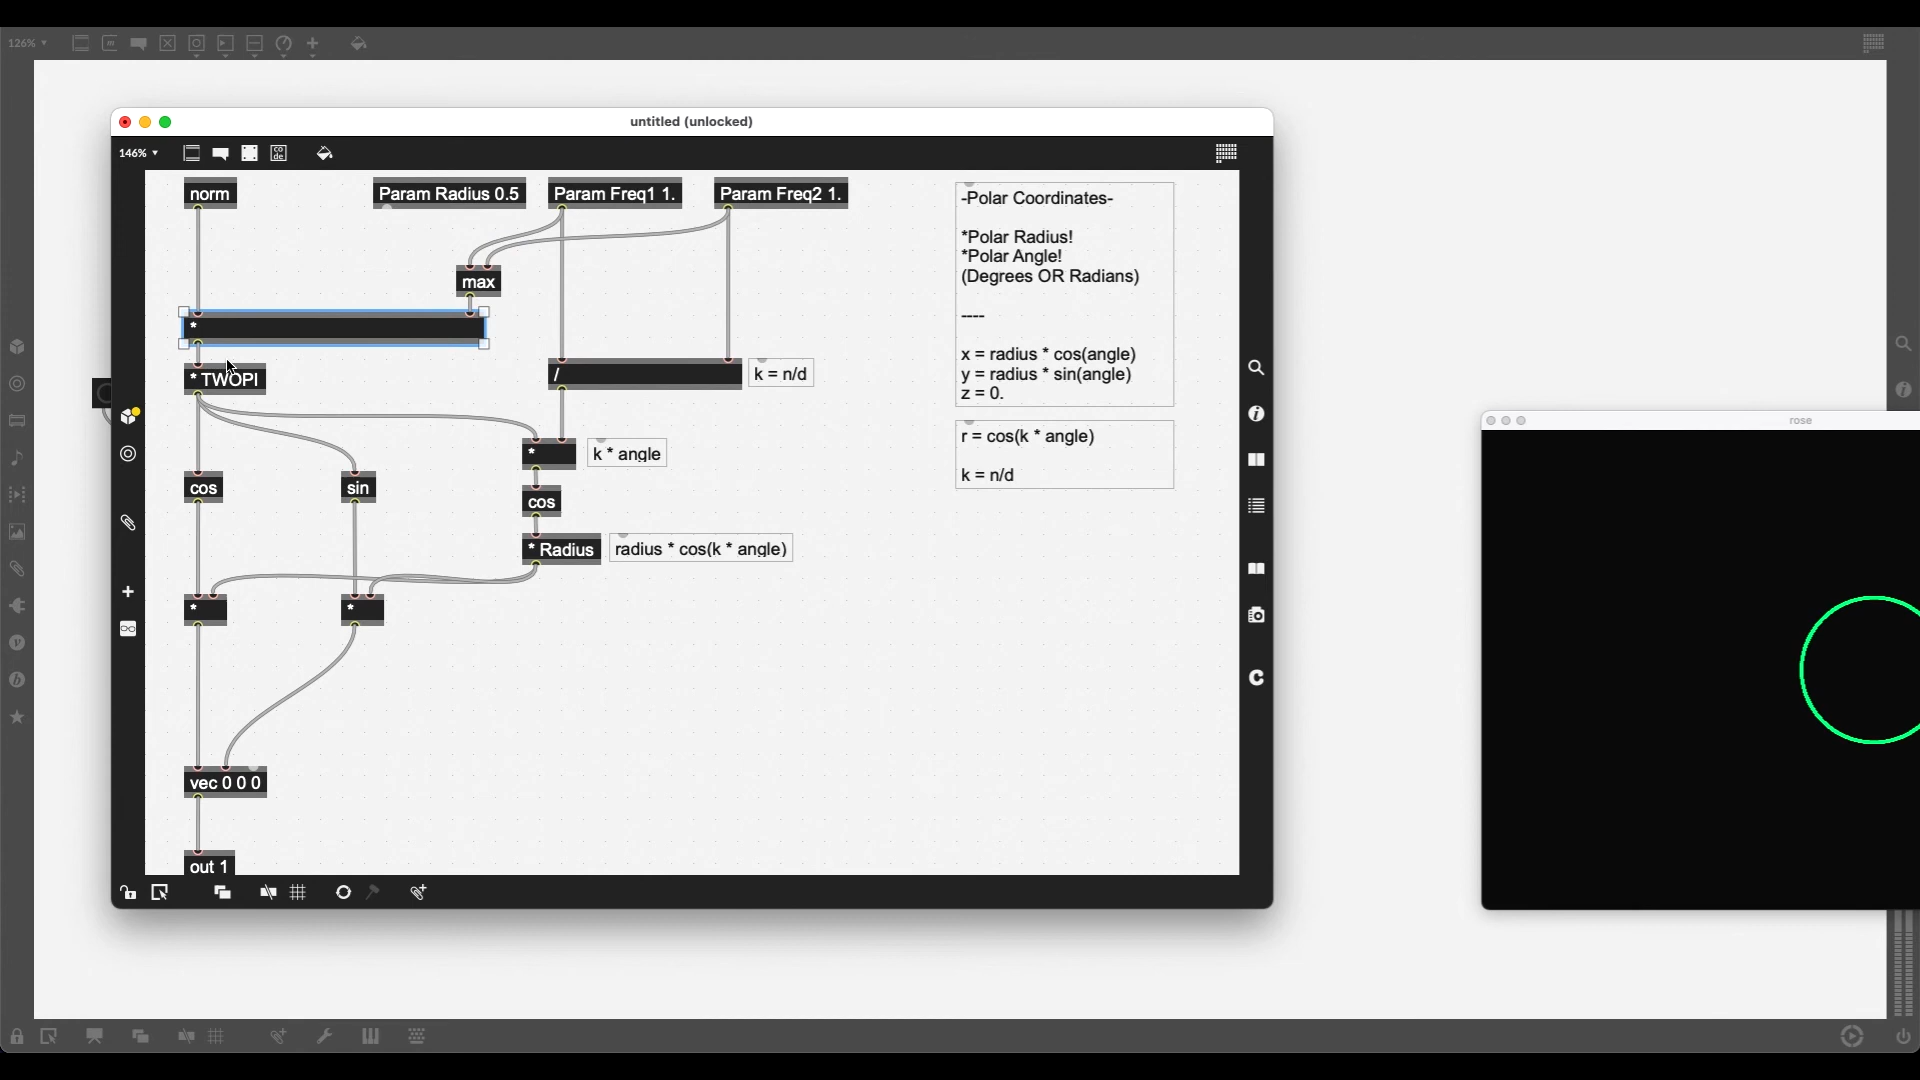 126%
untitled (unlocked)
146%
norm
Param Radius 0.5
Param Freq1 1.
Param Freq2 1.
max
*
* TWOPI
/
k = n/d
cos
sin
*
k * angle
cos
* Radius
radius * cos(k * angle)
*
*
vec 0 0 0
out 1
-Polar Coordinates-
*Polar Radius!
*Polar Angle!
(Degrees OR Radians)
----
x = radius * cos(angle)
y = radius * sin(angle)
z = 0.
r = cos(k * angle)
k = n/d
rose